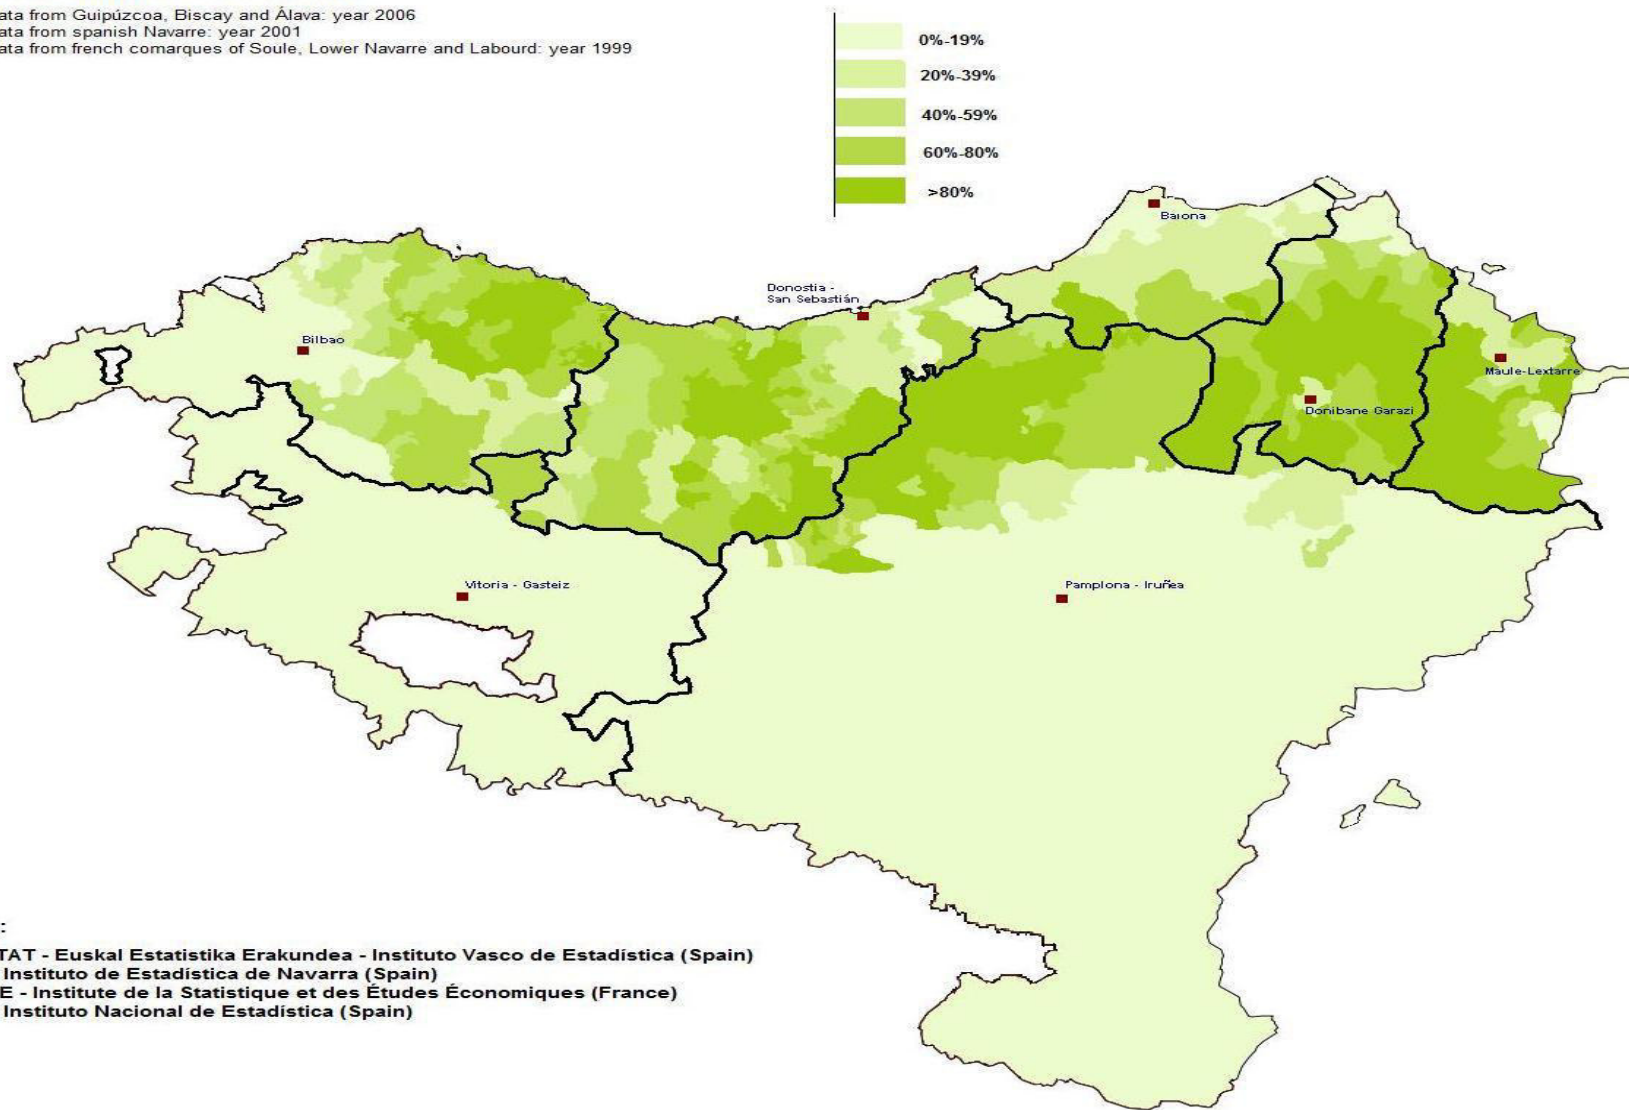 ata from Guipúzcoa, Biscay and Álava: year 2006
ata from spanish Navarre: year 2001
ata from french comarques of Soule, Lower Navarre and Labourd: year 1999
0%-19%
20%-39%
40%-59%
60%-80%
>80%
Baiona
Donostia -
San Sebastián
Bilbao
Maule-Lextarre
Donibane Garazi
Vitoria - Gasteiz
Pamplona - Iruñea
:
TAT - Euskal Estatistika Erakundea - Instituto Vasco de Estadística (Spain)
Instituto de Estadística de Navarra (Spain)
E - Institute de la Statistique et des Études Économiques (France)
Instituto Nacional de Estadística (Spain)